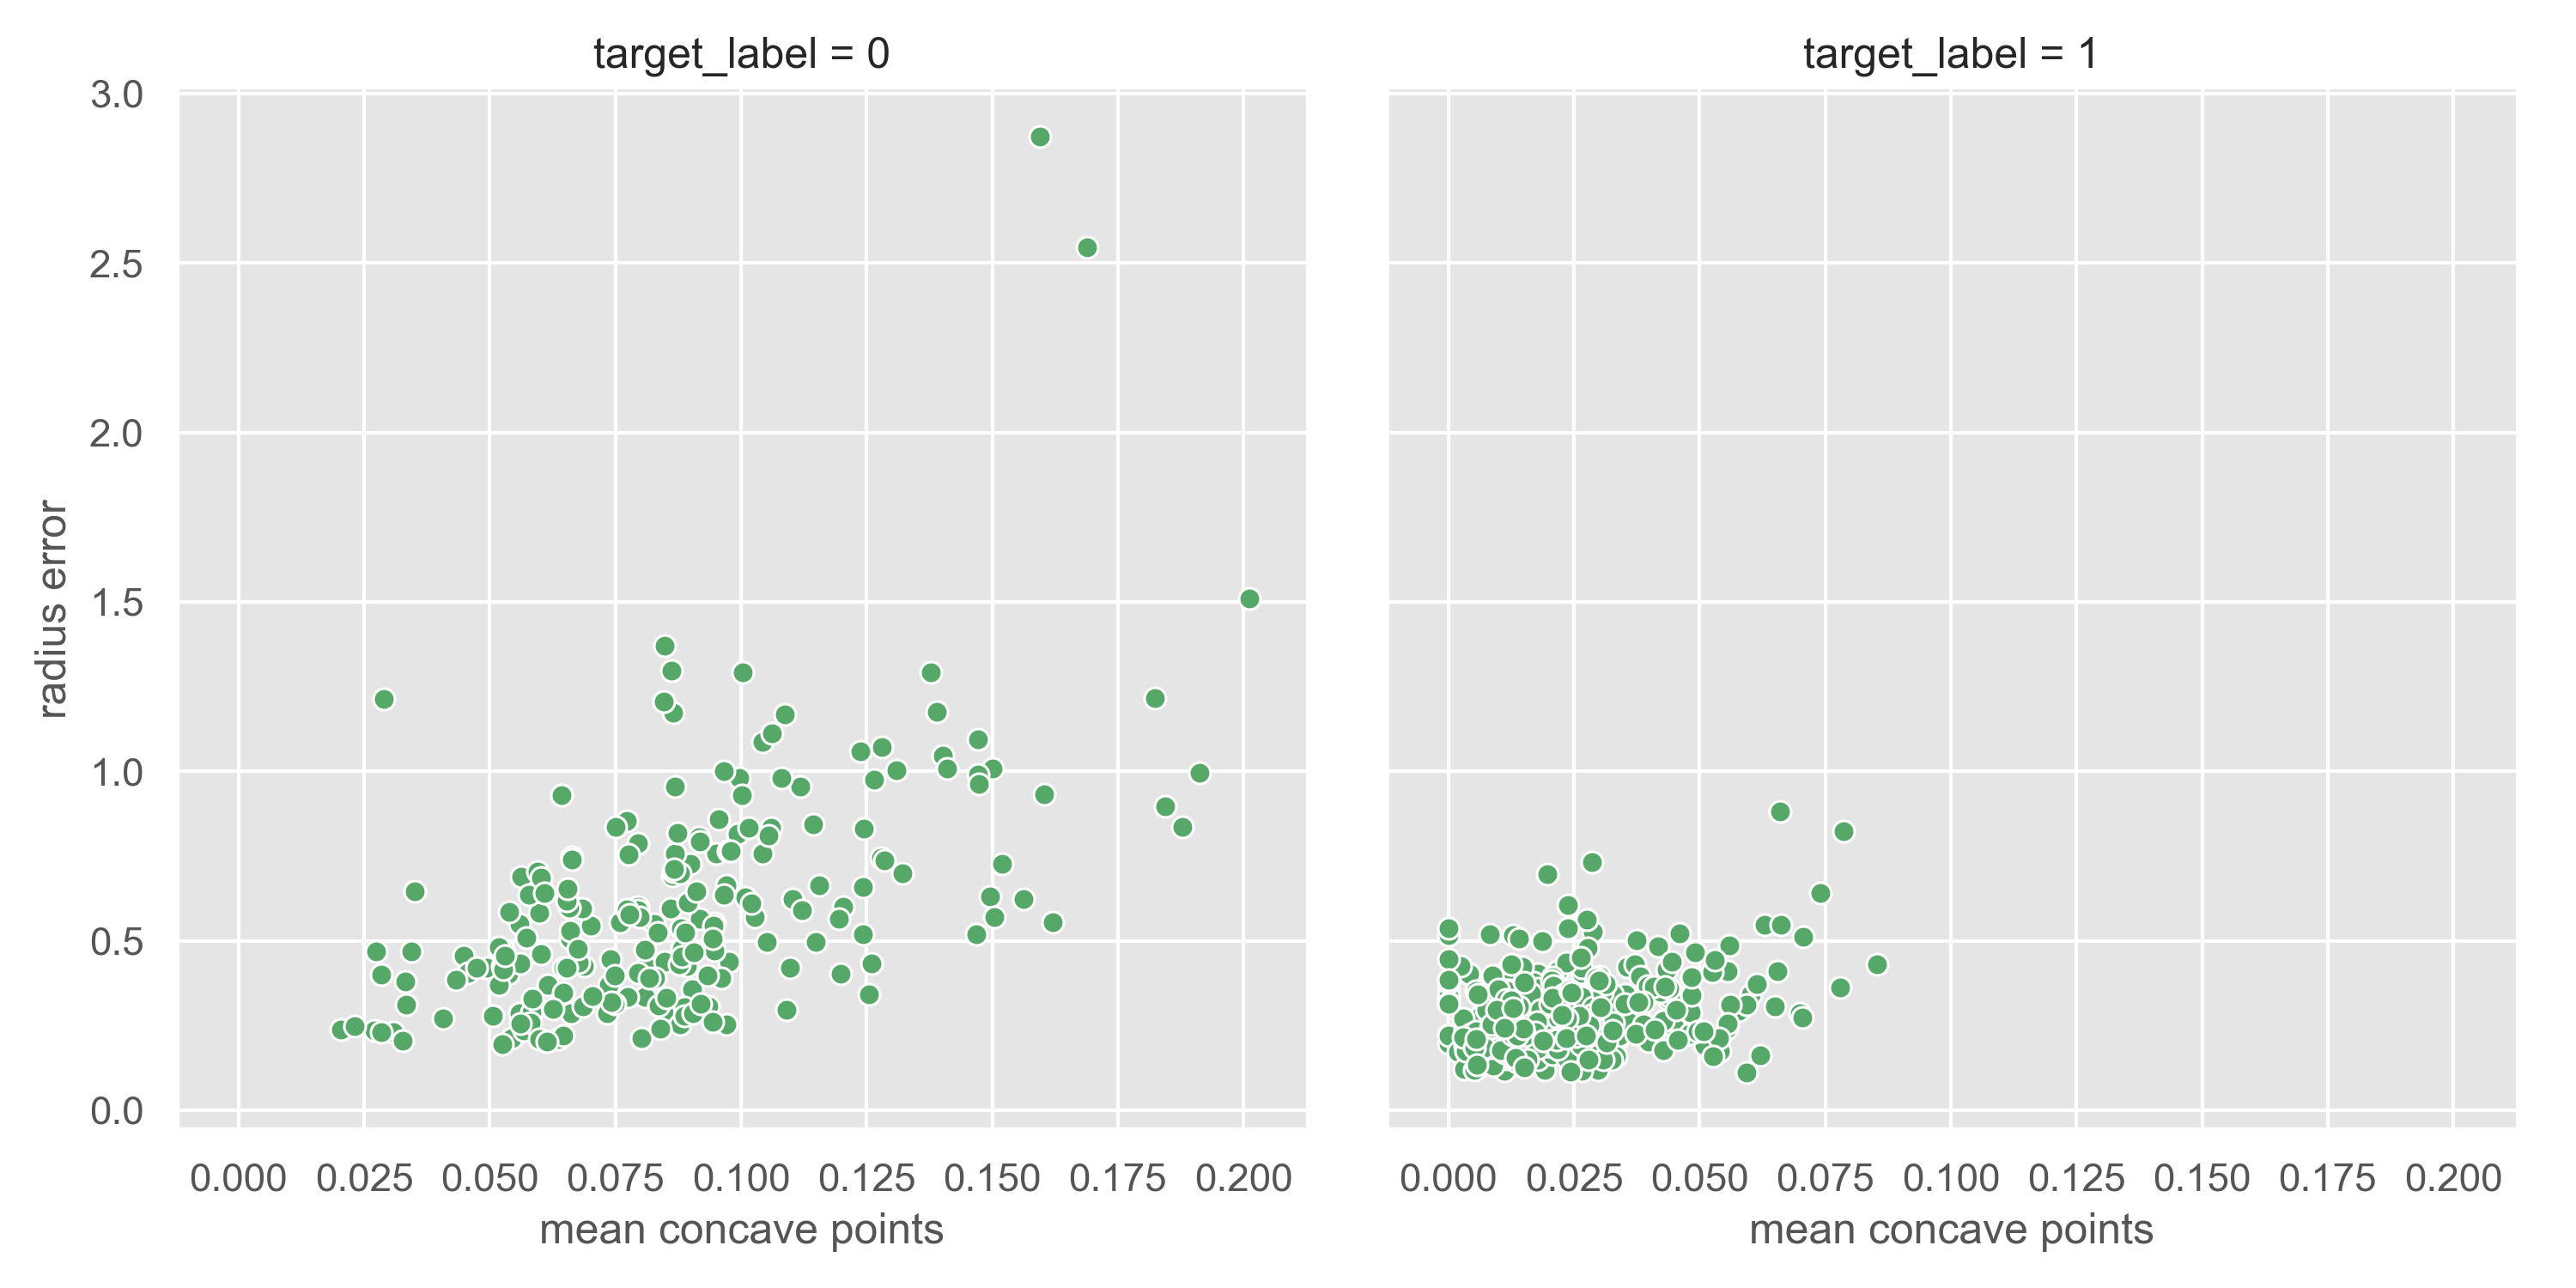 target_label = 0
target_label = 1
3.0
2.5
2.0
1.5
1.0
0.5
0.0
radius error
0.000 0.025 0.050 0.075 0.100 0.125 0.150 0.175 0.200
0.000 0.025 0.050 0.075 0.100 0.125 0.150 0.175 0.200
mean concave points
mean concave points